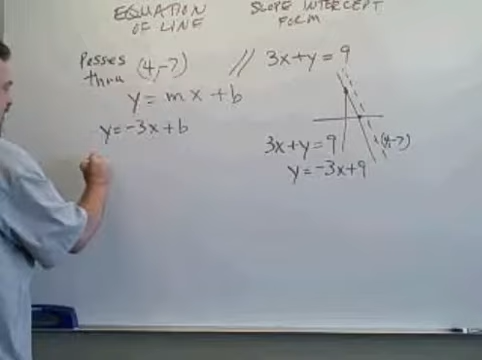 EQUATION OF LINE
SLOPE INTERCEPT FORM
Passes thru (4,-7) // 3x+y=9
y = mx + b
y=-3x+b
3x+y=9
y=-3x+9
(4,-7)